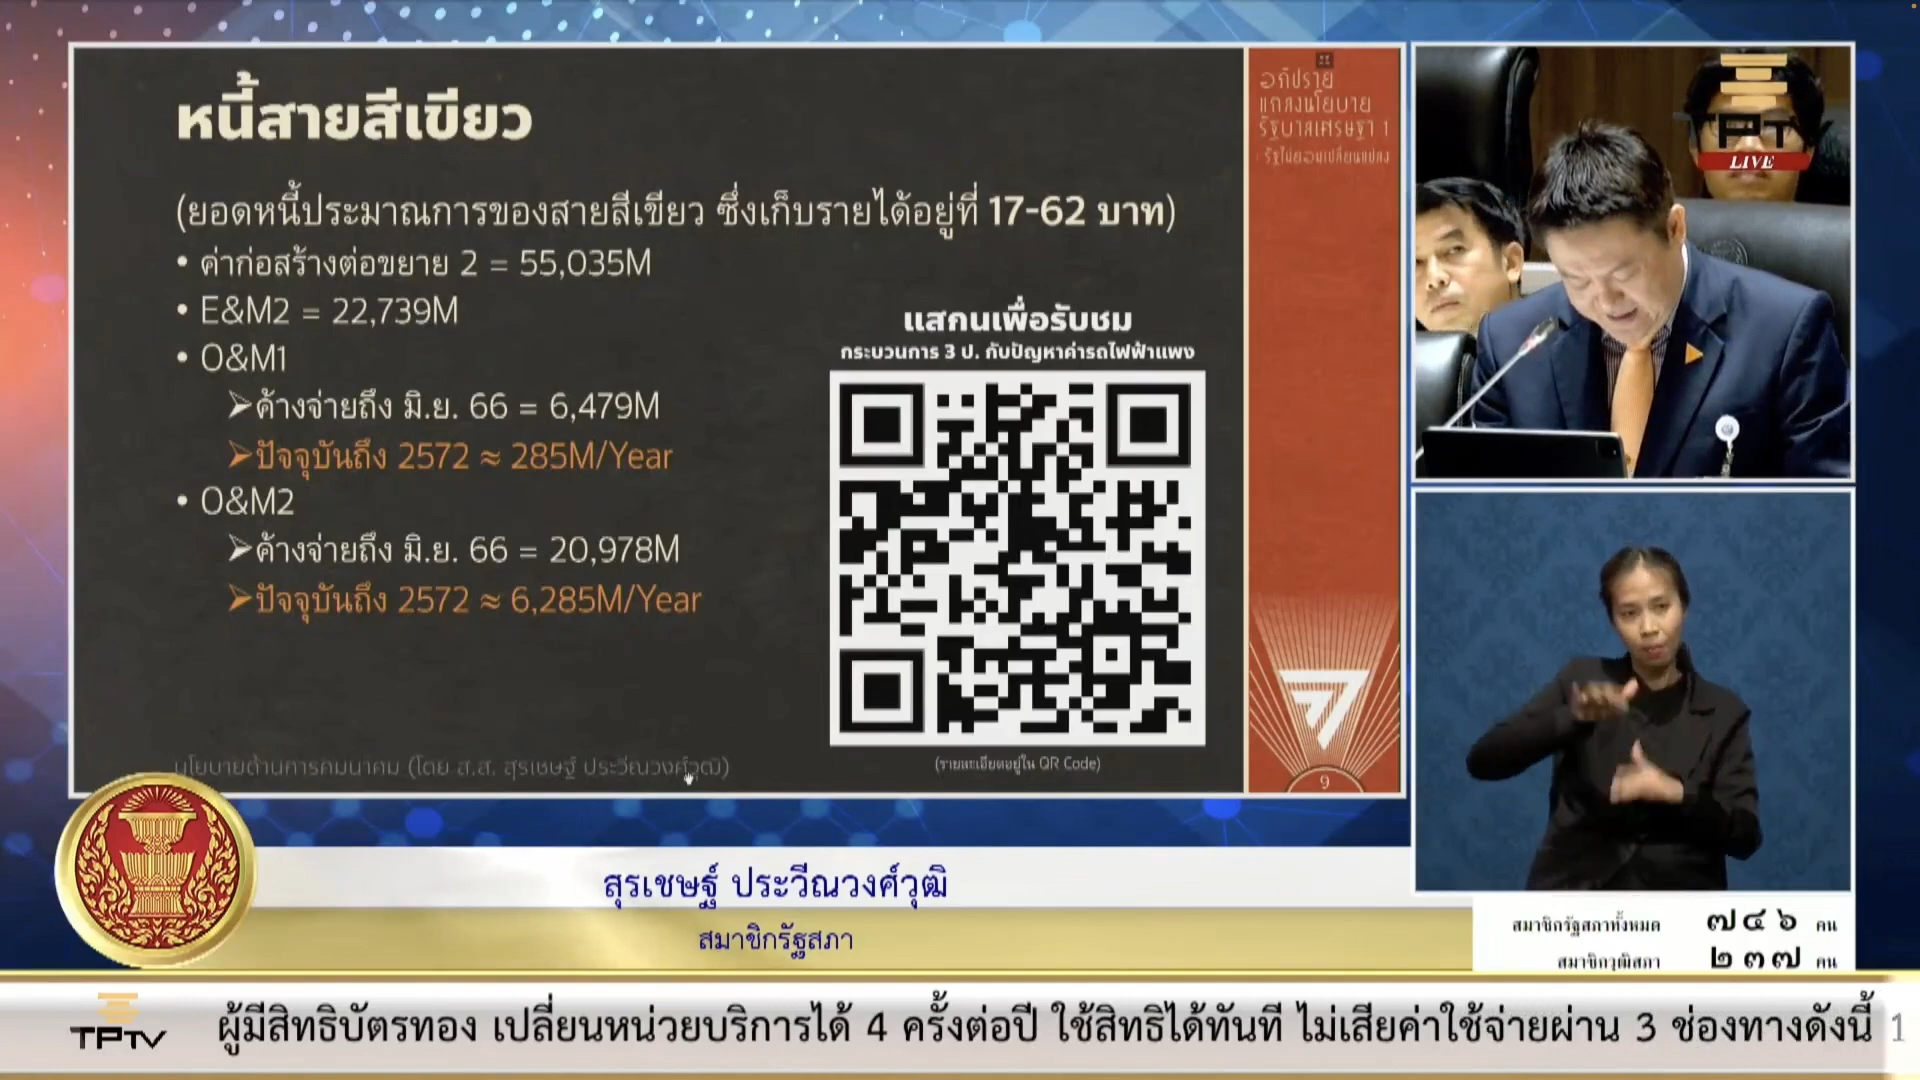 หนี้สายสีเขียว
(ยอดหนี้ประมาณการของสายสีเขียว ซึ่งเก็บรายได้อยู่ที่ 17-62 บาท)
• ค่าก่อสร้างต่อขยาย 2 = 55,035M
• E&M2 = 22,739M
• O&M1
➢ค้างจ่ายถึง มิ.ย. 66 = 6,479M
➢ปัจจุบันถึง 2572 ≈ 285M/Year
• O&M2
➢ค้างจ่ายถึง มิ.ย. 66 = 20,978M
➢ปัจจุบันถึง 2572 ≈ 6,285M/Year
แสกนเพื่อรับชม
กระบวนการ 3 ป. กับปัญหาค่ารถไฟฟ้าแพง
(รายละเอียดอยู่ใน QR Code)
นโยบายด้านการคมนาคม (โดย ส.ส. สุรเชษฐ์ ประวีณวงศ์วุฒิ)
อภิปราย
แถลงนโยบาย
รัฐบาลเศรษฐา 1
รัฐไม่ยอมเปลี่ยนแปลง
9
TPTV
LIVE
สุรเชษฐ์ ประวีณวงศ์วุฒิ
สมาชิกรัฐสภา
สมาชิกรัฐสภาทั้งหมด ๗๔๖ คน
สมาชิกวุฒิสภา ๒๓๗ คน
TPTV ผู้มีสิทธิบัตรทอง เปลี่ยนหน่วยบริการได้ 4 ครั้งต่อปี ใช้สิทธิได้ทันที ไม่เสียค่าใช้จ่ายผ่าน 3 ช่องทางดังนี้ 1